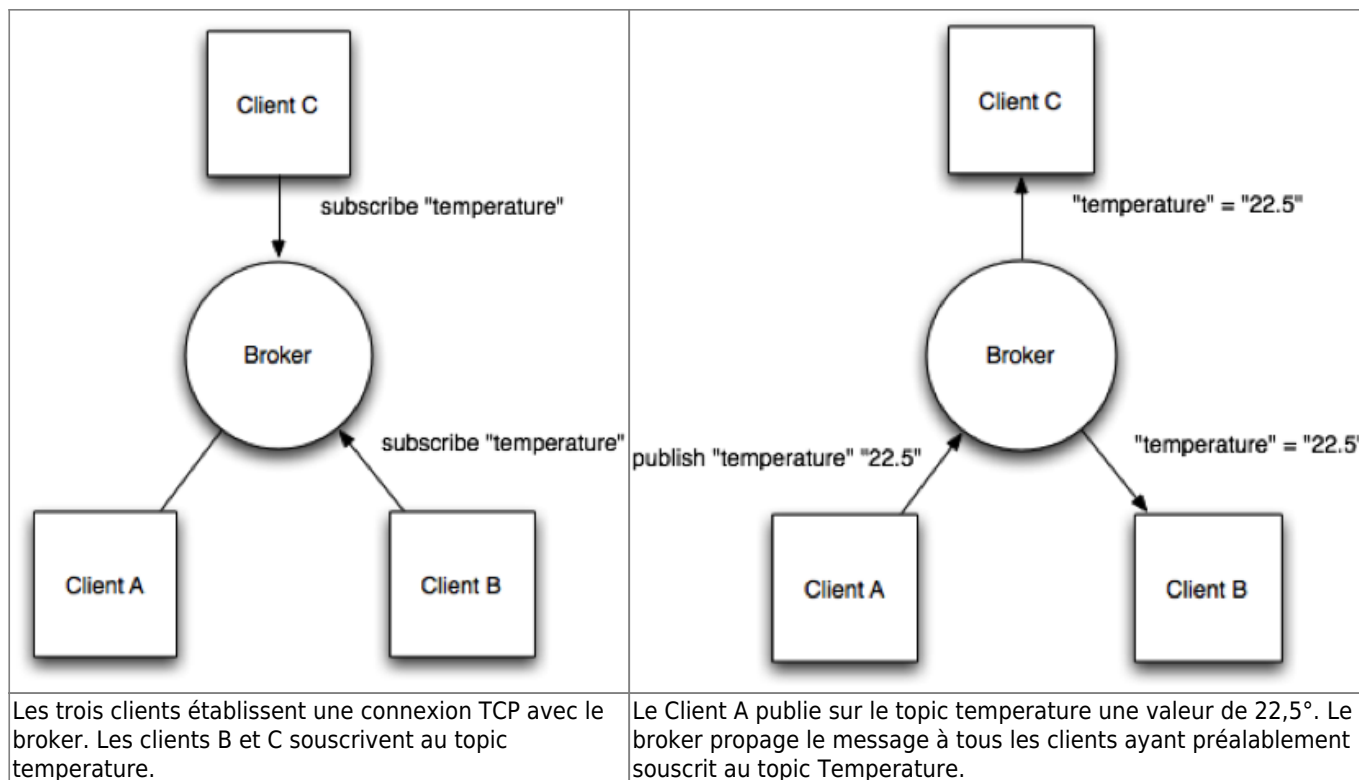 Client C
subscribe "temperature"
Broker
subscribe "temperature"
Client A
Client B
Client C
"temperature" = "22.5"
Broker
publish "temperature" "22.5"
"temperature" = "22.5"
Client A
Client B
Les trois clients établissent une connexion TCP avec le
broker. Les clients B et C souscrivent au topic
temperature.
Le Client A publie sur le topic temperature une valeur de 22,5°. Le
broker propage le message à tous les clients ayant préalablement
souscrit au topic Temperature.